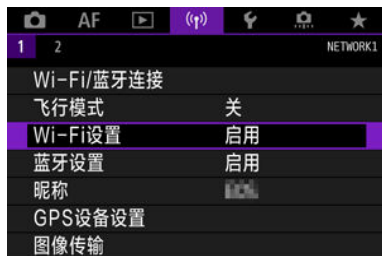 AF
1 2 NETWORK1
Wi-Fi/蓝牙连接
飞行模式 关
Wi-Fi设置 启用
蓝牙设置 启用
昵称
GPS设备设置
图像传输